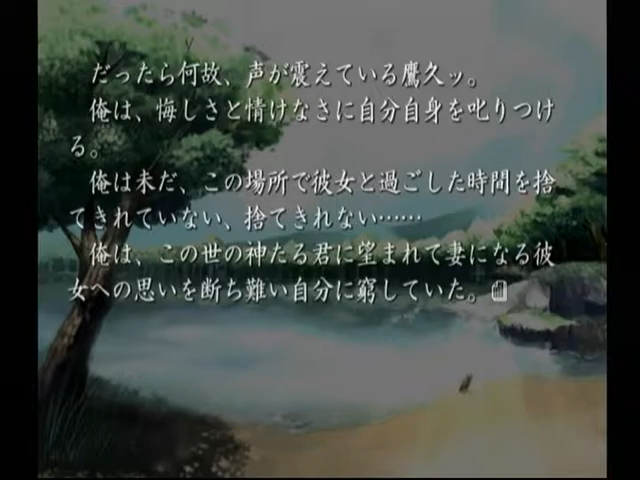 だったら何故、声が震えている鷹久ッ。
俺は、悔しさと情けなさに自分自身を叱りつけ
る。
俺は未だ、この場所で彼女と過ごした時間を捨
てきれていない、捨てきれない……
俺は、この世の神たる君に望まれて妻になる彼
女への思いを断ち難い自分に窮していた。